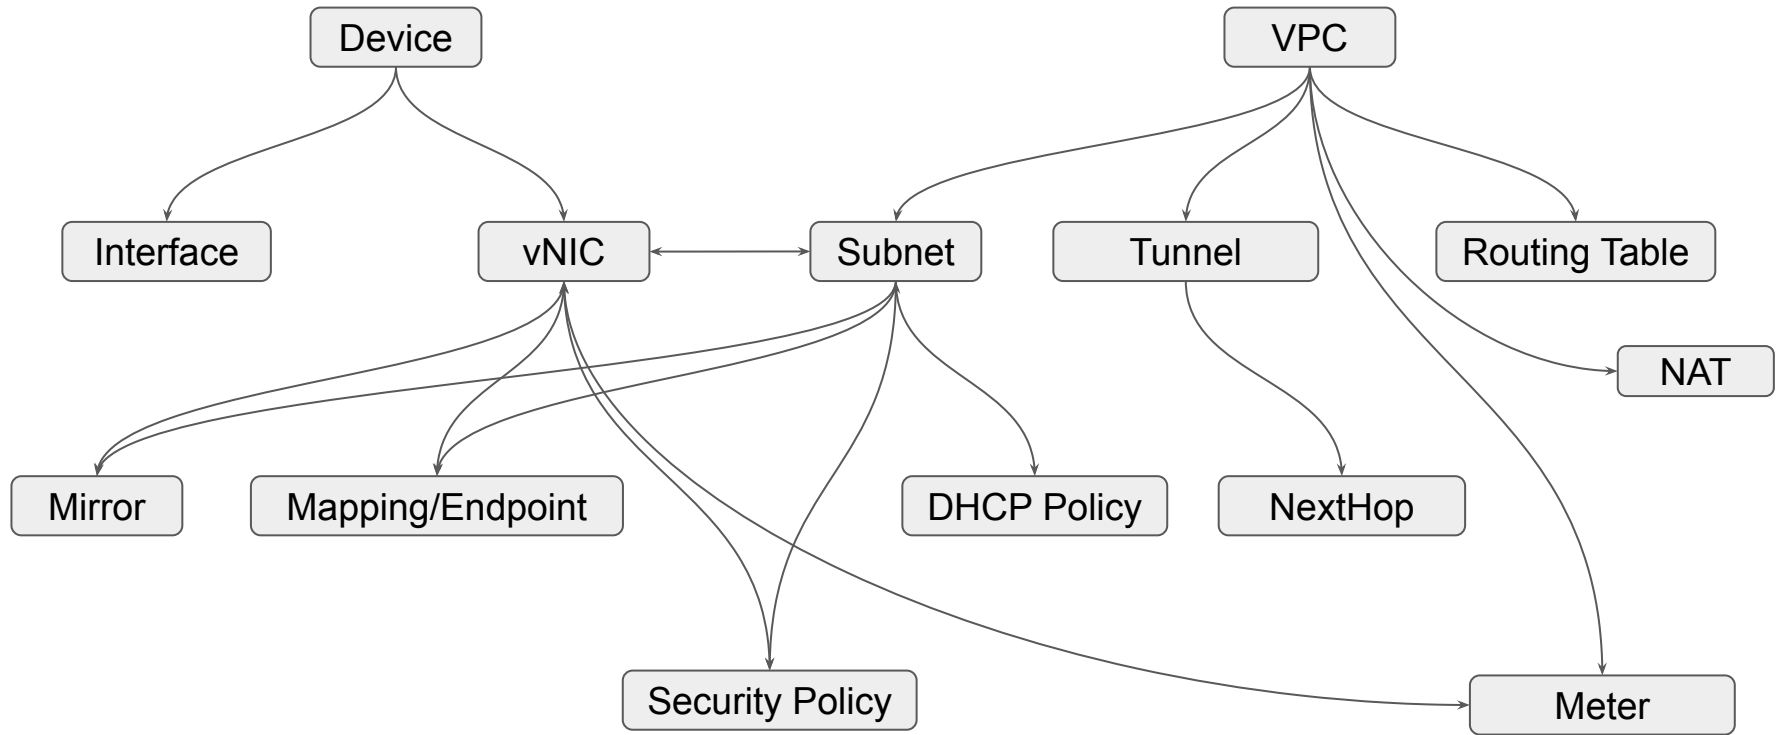 Device
VPC
Interface
vNIC
Subnet
Tunnel
Routing Table
NAT
Mirror
Mapping/Endpoint
DHCP Policy
NextHop
Security Policy
Meter